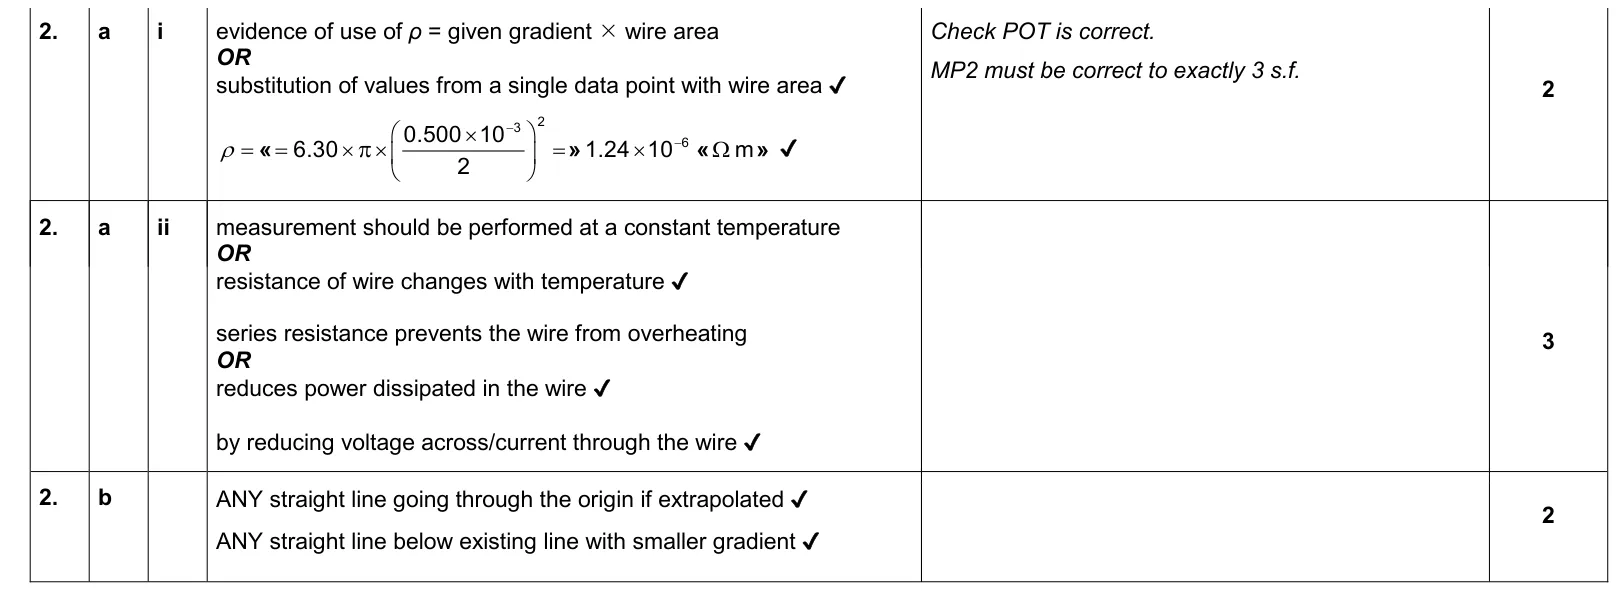 2. a i evidence of use of ρ = given gradient × wire area
OR
substitution of values from a single data point with wire area ✔
ρ = «= 6.30 × π × (0.500 × 10⁻³ / 2)² =» 1.24 × 10⁻⁶ «Ω m» ✔
Check POT is correct.
MP2 must be correct to exactly 3 s.f.
2
2. a ii measurement should be performed at a constant temperature
OR
resistance of wire changes with temperature ✔
series resistance prevents the wire from overheating
OR
reduces power dissipated in the wire ✔
by reducing voltage across/current through the wire ✔
3
2. b ANY straight line going through the origin if extrapolated ✔
ANY straight line below existing line with smaller gradient ✔
2